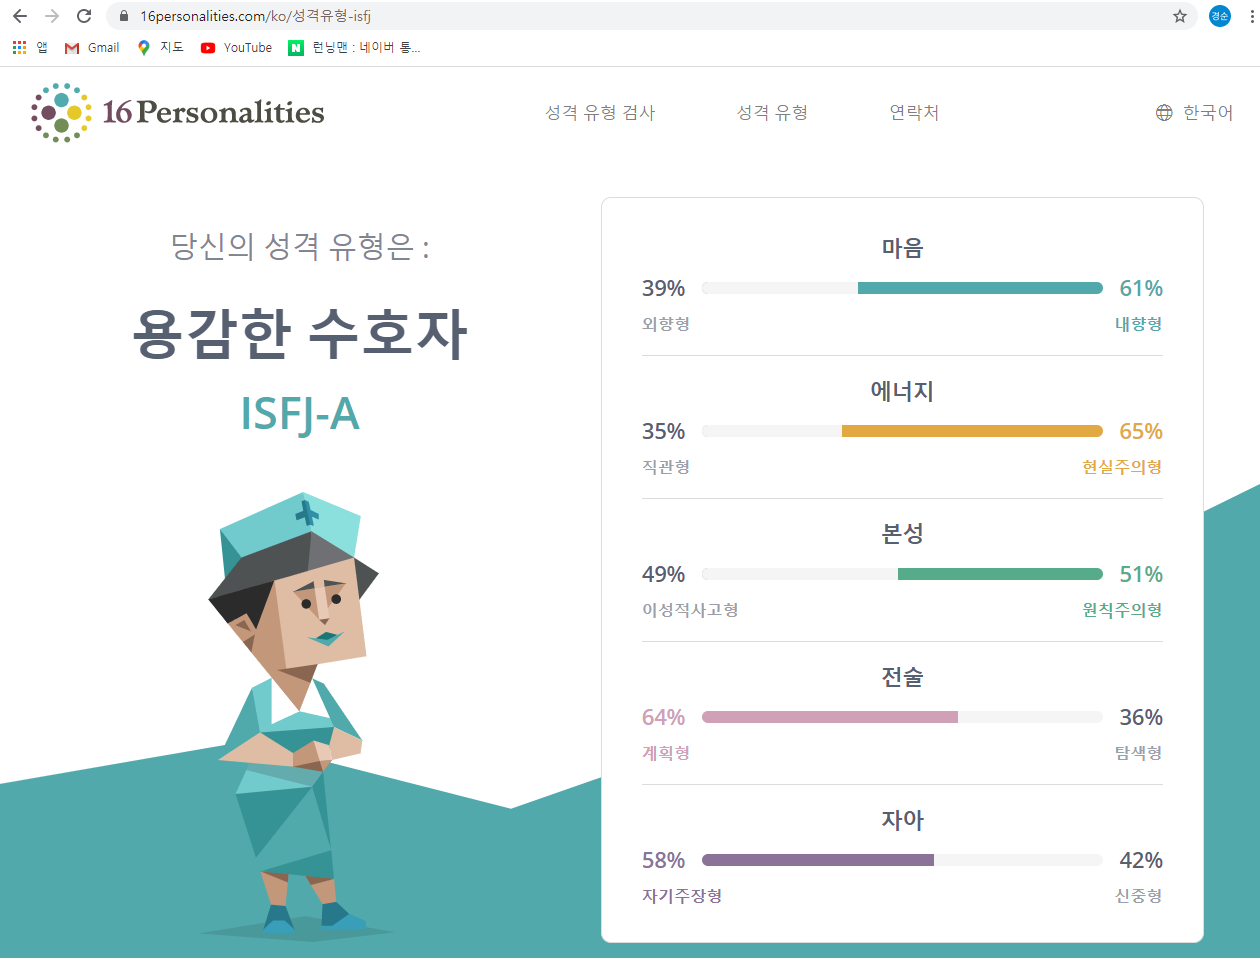 16personalities.com/ko/성격유형-isfj
경순
앱 Gmail 지도 YouTube 런닝맨 : 네이버 통...
16Personalities 성격 유형 검사 성격 유형 연락처 한국어
당신의 성격 유형은 :
용감한 수호자
ISFJ-A
마음
39% 61%
외향형 내향형
에너지
35% 65%
직관형 현실주의형
본성
49% 51%
이성적사고형 원칙주의형
전술
64% 36%
계획형 탐색형
자아
58% 42%
자기주장형 신중형